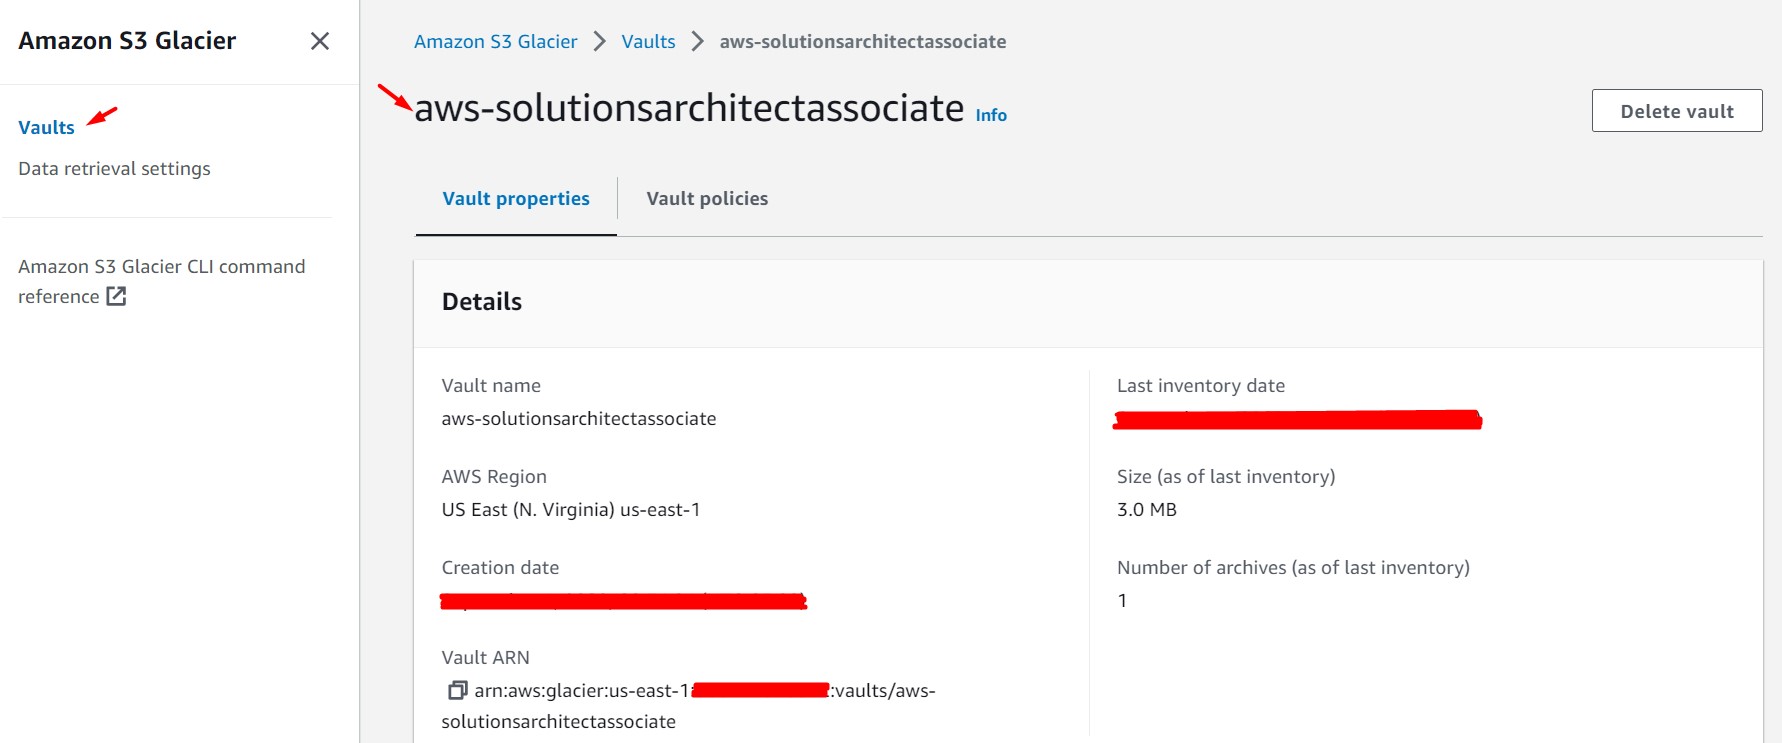 Amazon S3 Glacier
Vaults
Data retrieval settings
Amazon S3 Glacier CLI command
reference
Amazon S3 Glacier > Vaults > aws-solutionsarchitectassociate
aws-solutionsarchitectassociate Info
Delete vault
Vault properties
Vault policies
Details
Vault name
aws-solutionsarchitectassociate
AWS Region
US East (N. Virginia) us-east-1
Creation date
Vault ARN
arn:aws:glacier:us-east-1: :vaults/aws-
solutionsarchitectassociate
Last inventory date
Size (as of last inventory)
3.0 MB
Number of archives (as of last inventory)
1